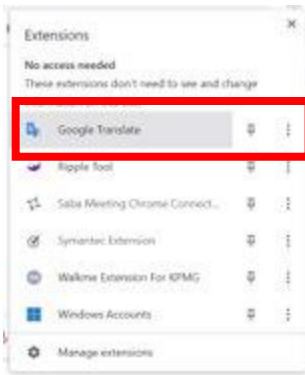 Extensions
No access needed
These extensions don't need to see and change
Google Translate
Ripple Tool
Saba Meeting Chrome Connect...
Symantec Extension
Walkme Extension For KPMG
Windows Accounts
Manage extensions